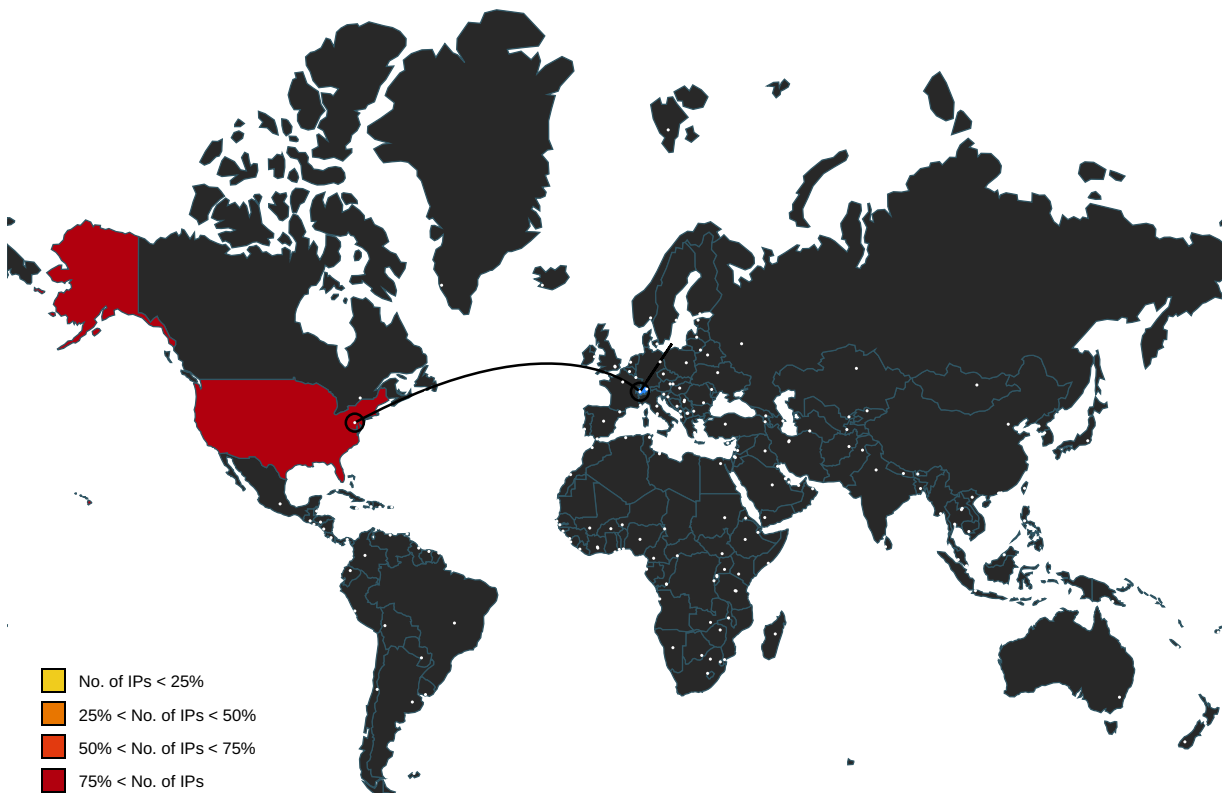 No. of IPs < 25%
25% < No. of IPs < 50%
50% < No. of IPs < 75%
75% < No. of IPs